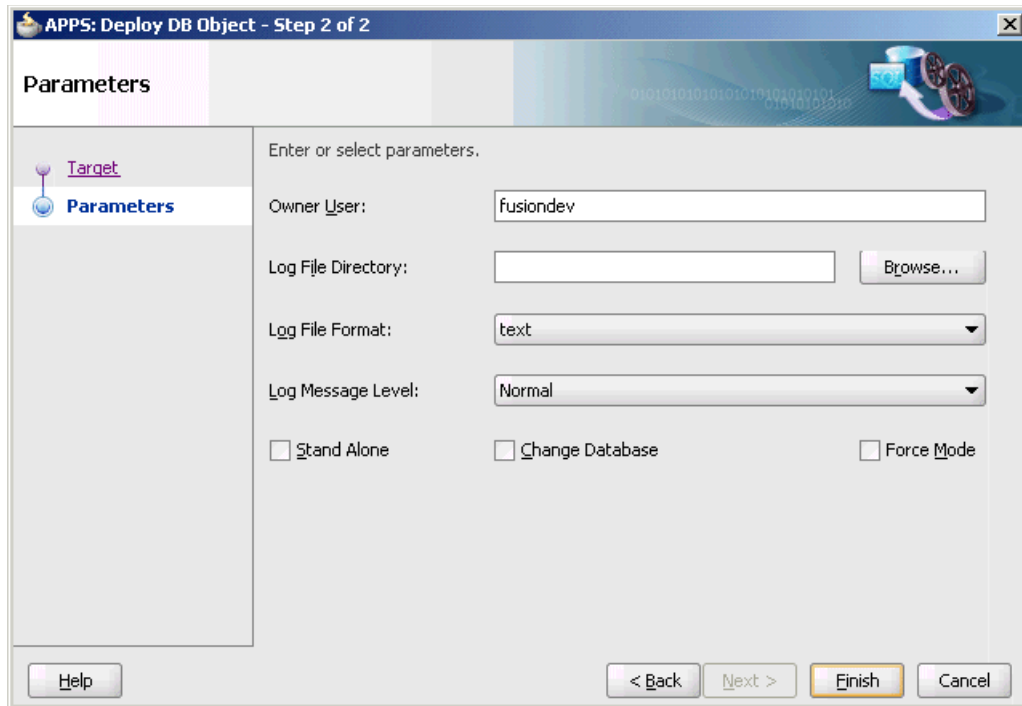 APPS: Deploy DB Object - Step 2 of 2
Parameters
SQL
Target
Parameters
Enter or select parameters.
Owner User: fusiondev
Log File Directory: Browse...
Log File Format: text
Log Message Level: Normal
Stand Alone Change Database Force Mode
Help < Back Next > Finish Cancel